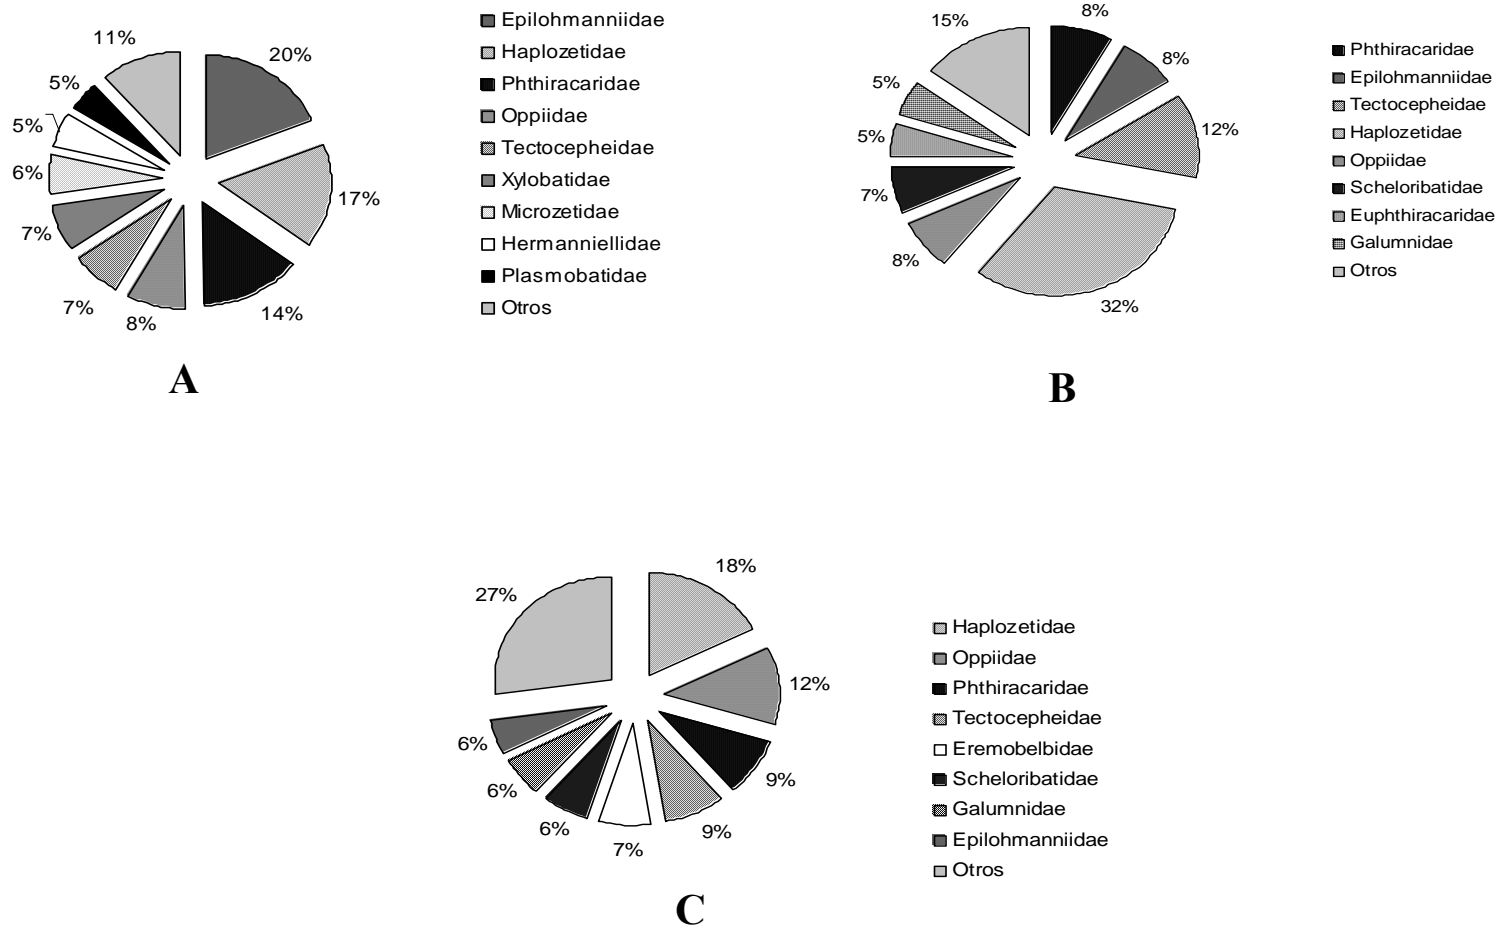 20%
17%
14%
8%
7%
7%
6%
5%
5%
11%
Epilohmanniidae
Haplozetidae
Phthiracaridae
Oppiidae
Tectocepheidae
Xylobatidae
Microzetidae
Hermanniellidae
Plasmobatidae
Otros
A
8%
8%
12%
32%
8%
7%
5%
5%
15%
Phthiracaridae
Epilohmanniidae
Tectocepheidae
Haplozetidae
Oppiidae
Scheloribatidae
Euphthiracaridae
Galumnidae
Otros
B
18%
12%
9%
9%
7%
6%
6%
6%
27%
Haplozetidae
Oppiidae
Phthiracaridae
Tectocepheidae
Eremobelbidae
Scheloribatidae
Galumnidae
Epilohmanniidae
Otros
C